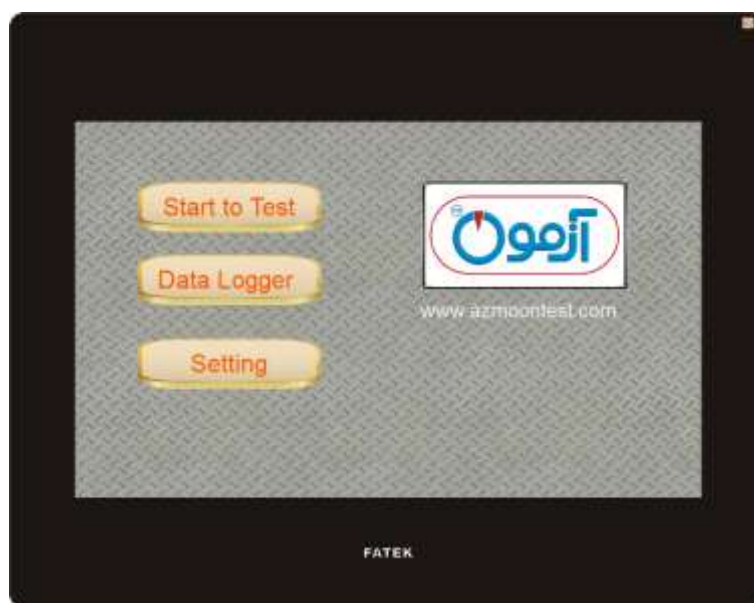 Start to Test
Data Logger
Setting
آزمون
www.azmoontest.com
FATEK